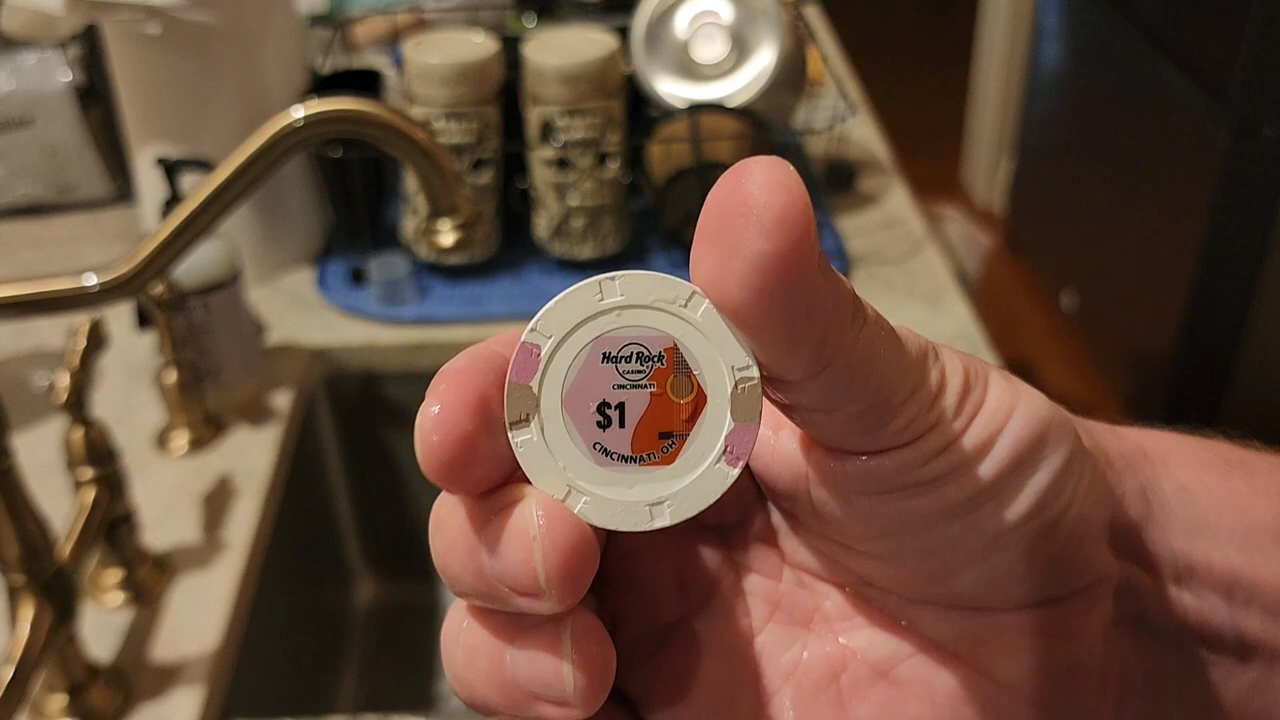 Hard Rock
CASINO
CINCINNATI
$1
CINCINNATI, OH